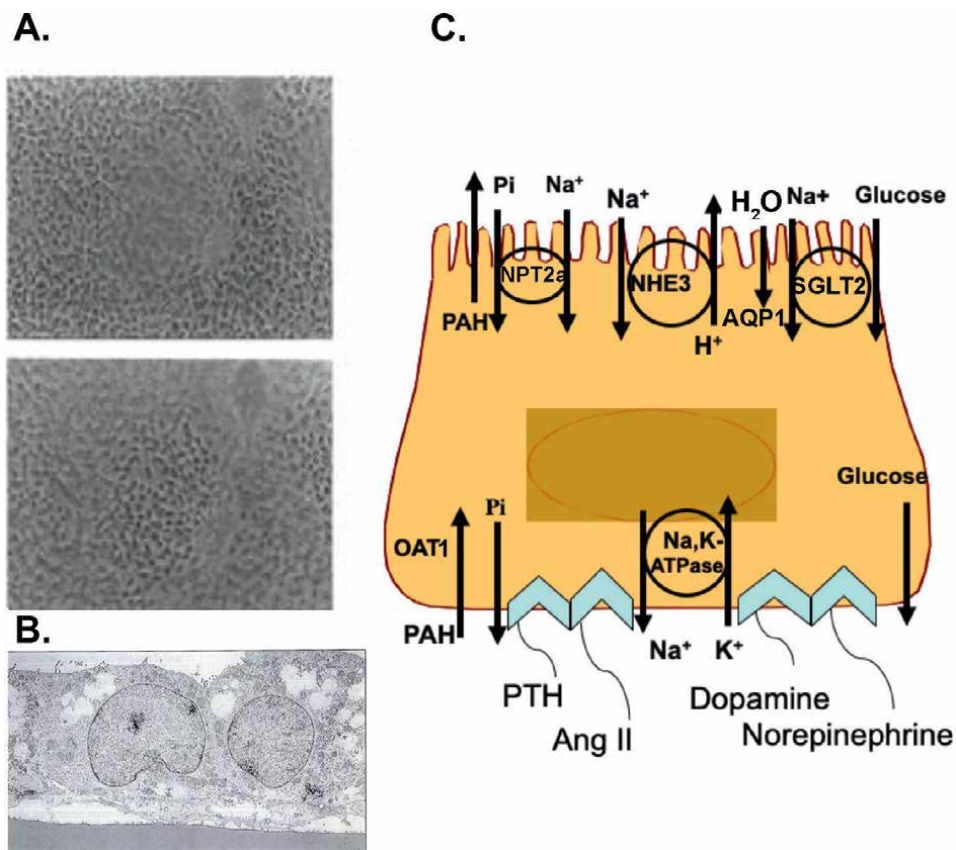 A.
B.
C.
Pi
Na⁺
Na⁺
H₂O
Na+
Glucose
NPT2a
NHE3
SGLT2
PAH
AQP1
H⁺
Glucose
Pi
OAT1
Na,K-
ATPase
PAH
Na⁺
K⁺
PTH
Dopamine
Ang II
Norepinephrine